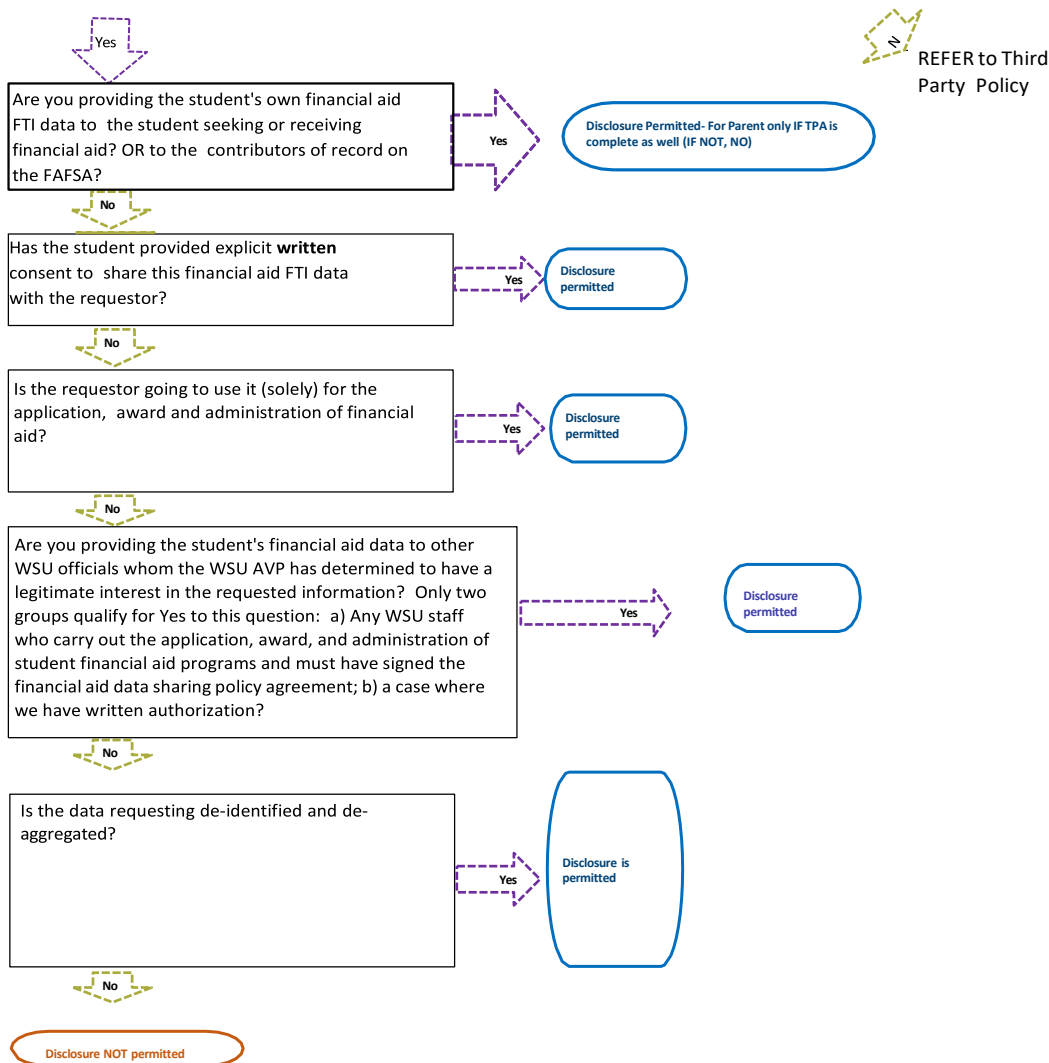 Yes
N
REFER to Third
Party Policy
Are you providing the student's own financial aid
FTI data to the student seeking or receiving
financial aid? OR to the contributors of record on
the FAFSA?
Yes
Disclosure Permitted- For Parent only IF TPA is
complete as well (IF NOT, NO)
No
Has the student provided explicit written
consent to share this financial aid FTI data
with the requestor?
Yes
Disclosure
permitted
No
Is the requestor going to use it (solely) for the
application, award and administration of financial
aid?
Yes
Disclosure
permitted
No
Are you providing the student's financial aid data to other
WSU officials whom the WSU AVP has determined to have a
legitimate interest in the requested information? Only two
groups qualify for Yes to this question: a) Any WSU staff
who carry out the application, award, and administration of
student financial aid programs and must have signed the
financial aid data sharing policy agreement; b) a case where
we have written authorization?
Yes
Disclosure
permitted
No
Is the data requesting de-identified and de-
aggregated?
Yes
Disclosure is
permitted
No
Disclosure NOT permitted